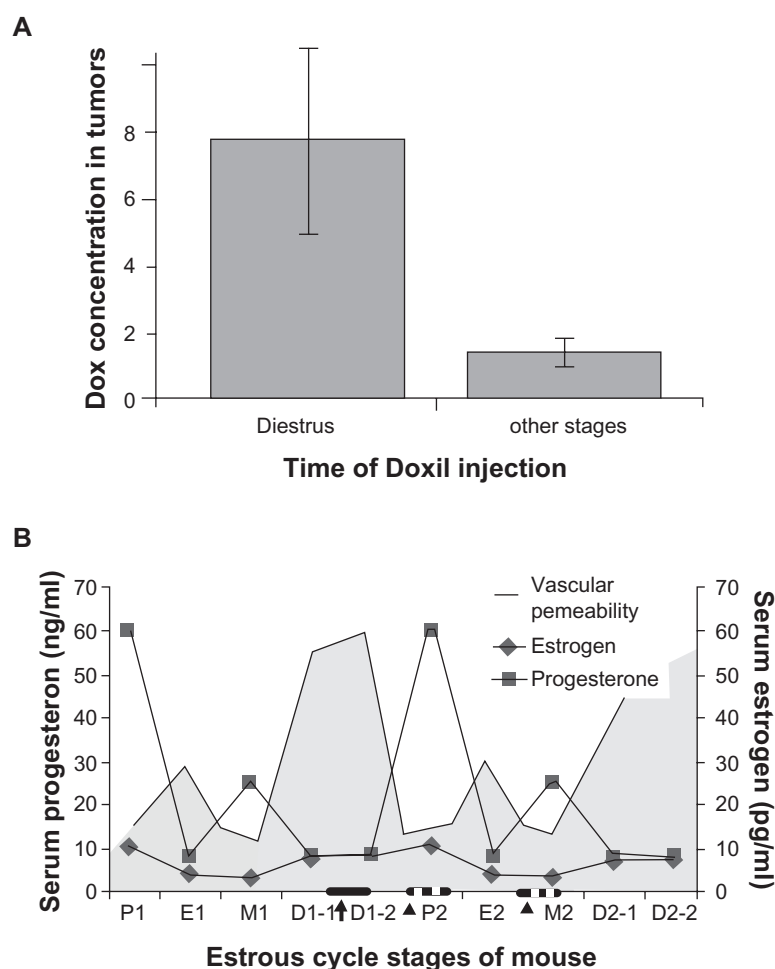 A
Dox concentration in tumors
8
6
4
2
0
Diestrus
other stages
Time of Doxil injection
B
Serum progesteron (ng/ml)
70
60
50
40
30
20
10
0
Vascular
pemeability
Estrogen
Progesterone
70
60
50
40
30
20
10
0
Serum estrogen (pg/ml)
P1 E1 M1 D1-1 D1-2 P2 E2 M2 D2-1 D2-2
Estrous cycle stages of mouse